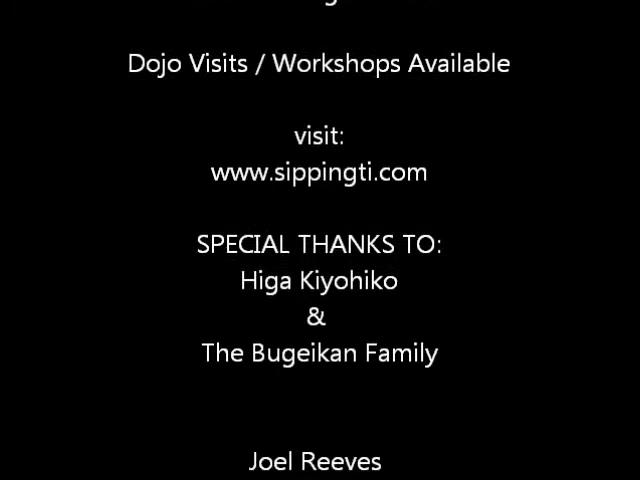 Dojo Visits / Workshops Available
visit:
www.sippingti.com
SPECIAL THANKS TO:
Higa Kiyohiko
&
The Bugeikan Family
Joel Reeves